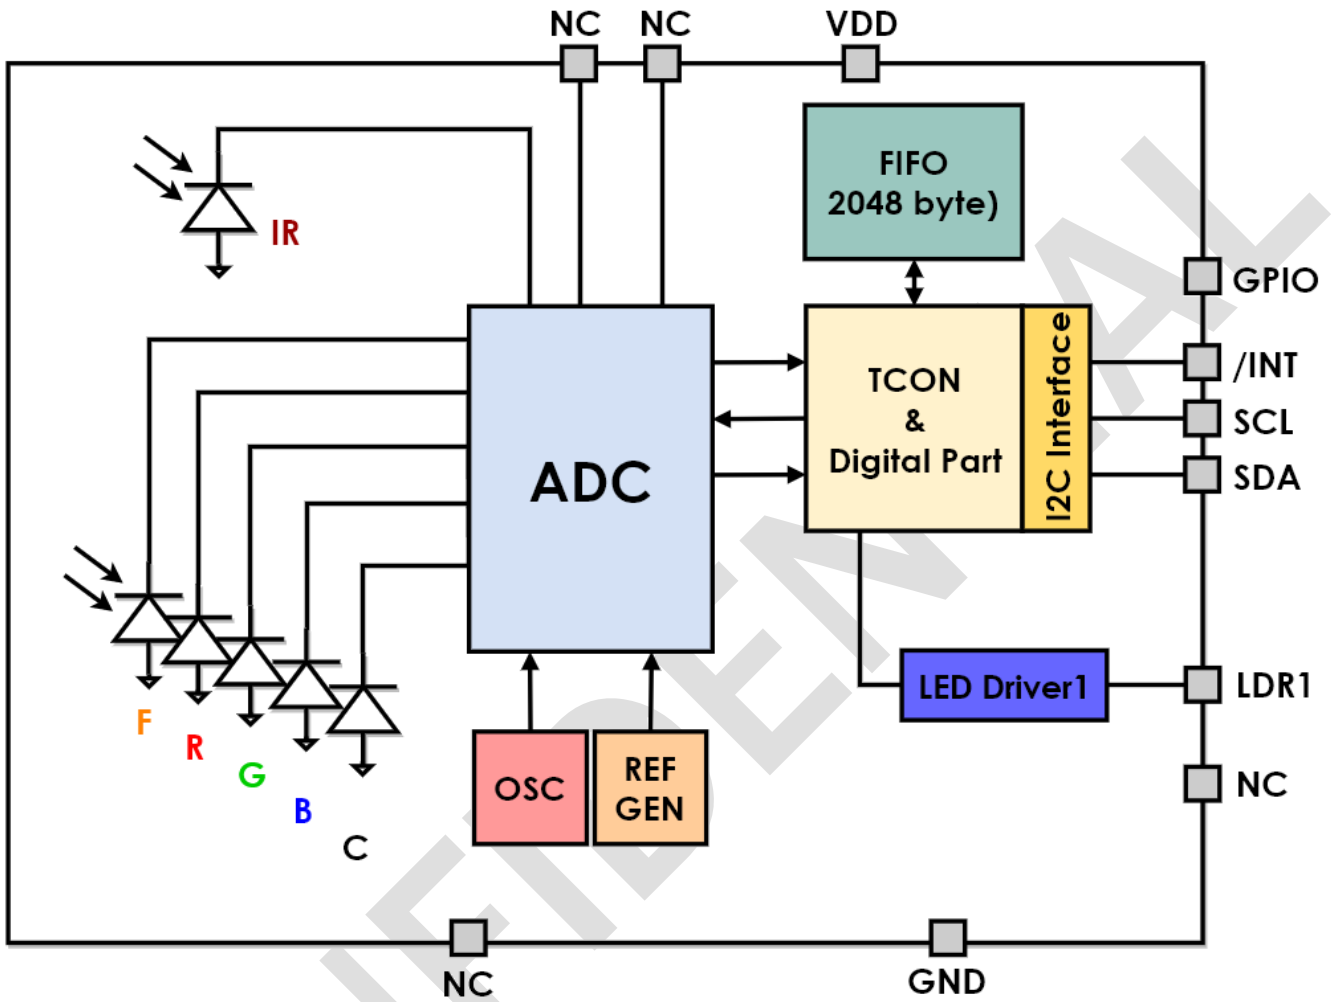 NC
NC
VDD
FIFO
2048 byte)
IR
GPIO
/INT
SCL
SDA
TCON
&
Digital Part
I2C Interface
ADC
LED Driver1
LDR1
NC
F
R
G
B
C
OSC
REF
GEN
NC
GND